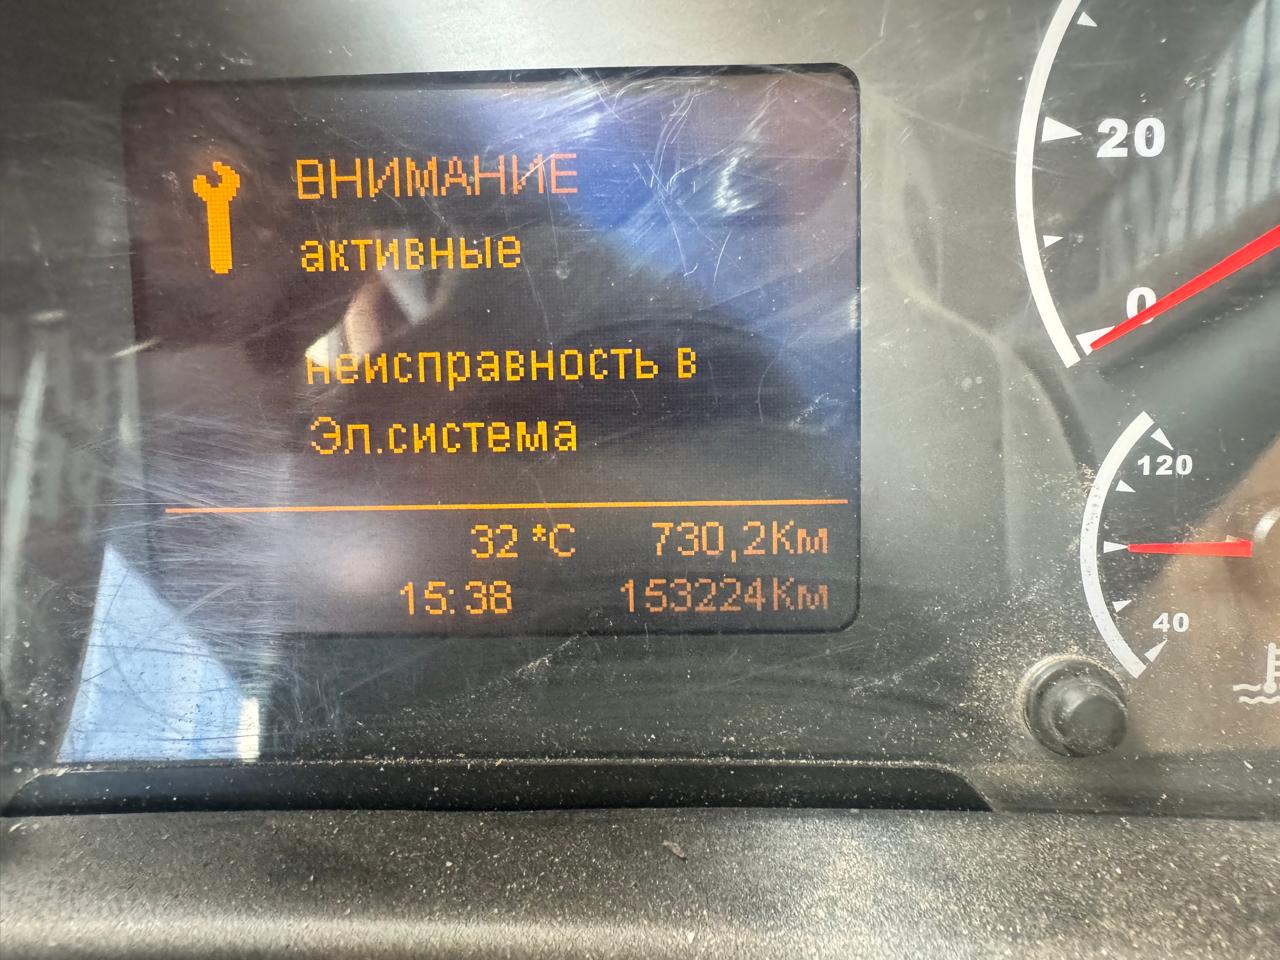 ВНИМАНИЕ
активные
неисправность в
Эл.система
32 *C 730,2Км
15:38 153224Км
20
0
120
40